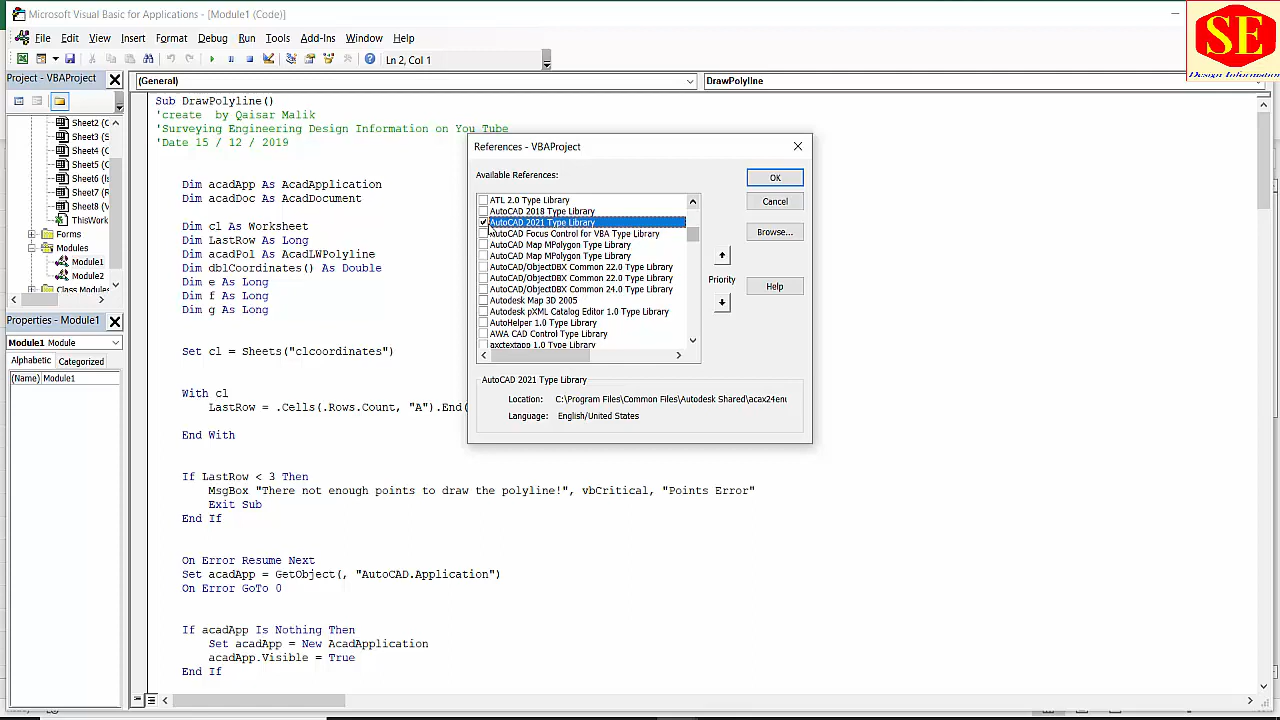 Microsoft Visual Basic for Applications - [Module1 (Code)]
SE
Design Information
File Edit View Insert Format Debug Run Tools Add-Ins Window Help
Ln 2, Col 1
Project - VBAProject
(General)
DrawPolyline
Sheet2 (C
Sheet3 (S
Sheet4 (C
Sheet5 (C
Sheet6 (Is
Sheet7 (R
Sheet8 (C
ThisWork
Forms
Modules
Module1
Module2
Class Modules
Properties - Module1
Module1 Module
Alphabetic Categorized
(Name) Module1
Sub DrawPolyline()
'create  by Qaisar Malik
'Surveying Engineering Design Information on You Tube
'Date 15 / 12 / 2019
Dim acadApp As AcadApplication
Dim acadDoc As AcadDocument
Dim cl As Worksheet
Dim LastRow As Long
Dim acadPol As AcadLWPolyline
Dim dblCoordinates() As Double
Dim e As Long
Dim f As Long
Dim g As Long
Set cl = Sheets("clcoordinates")
With cl
LastRow = .Cells(.Rows.Count, "A").End(
End With
If LastRow < 3 Then
MsgBox "There not enough points to draw the polyline!", vbCritical, "Points Error"
Exit Sub
End If
On Error Resume Next
Set acadApp = GetObject(, "AutoCAD.Application")
On Error GoTo 0
If acadApp Is Nothing Then
Set acadApp = New AcadApplication
acadApp.Visible = True
End If
References - VBAProject
Available References:
ATL 2.0 Type Library
AutoCAD 2018 Type Library
AutoCAD 2021 Type Library
AutoCAD Focus Control for VBA Type Library
AutoCAD Map MPolygon Type Library
AutoCAD Map MPolygon Type Library
AutoCAD/ObjectDBX Common 22.0 Type Library
AutoCAD/ObjectDBX Common 22.0 Type Library
AutoCAD/ObjectDBX Common 24.0 Type Library
Autodesk Map 3D 2005
Autodesk pXML Catalog Editor 1.0 Type Library
AutoHelper 1.0 Type Library
AWA CAD Control Type Library
axctextapp 1.0 Type Library
OK
Cancel
Browse...
Priority
Help
AutoCAD 2021 Type Library
Location: C:\Program Files\Common Files\Autodesk Shared\acax24enu
Language: English/United States